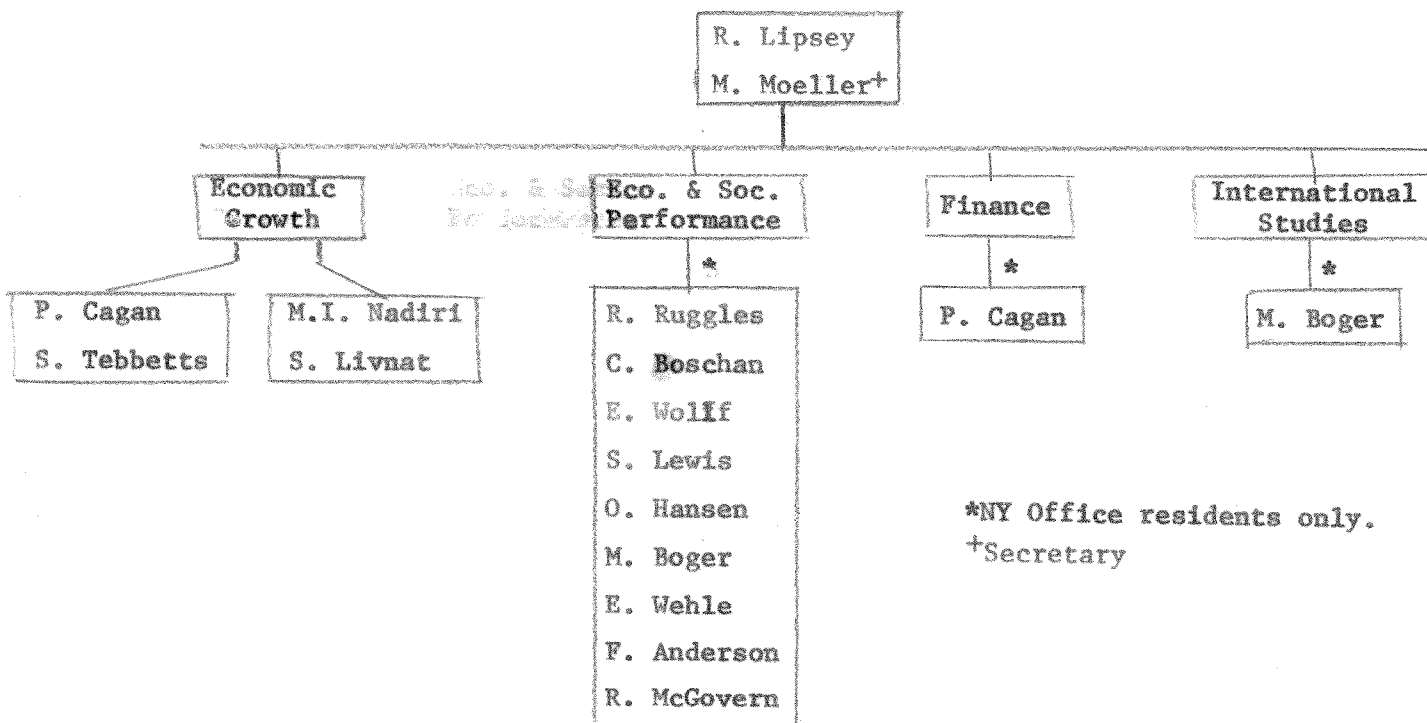 R. Lipsey
M. Moeller+
Economic
Growth
Eco. & Soc.
Performance
Finance
International
Studies
*
*
*
P. Cagan
S. Tebbetts
M.I. Nadiri
S. Livnat
R. Ruggles
C. Boschan
E. Wolff
S. Lewis
O. Hansen
M. Boger
E. Wehle
F. Anderson
R. McGovern
P. Cagan
M. Boger
*NY Office residents only.
+Secretary